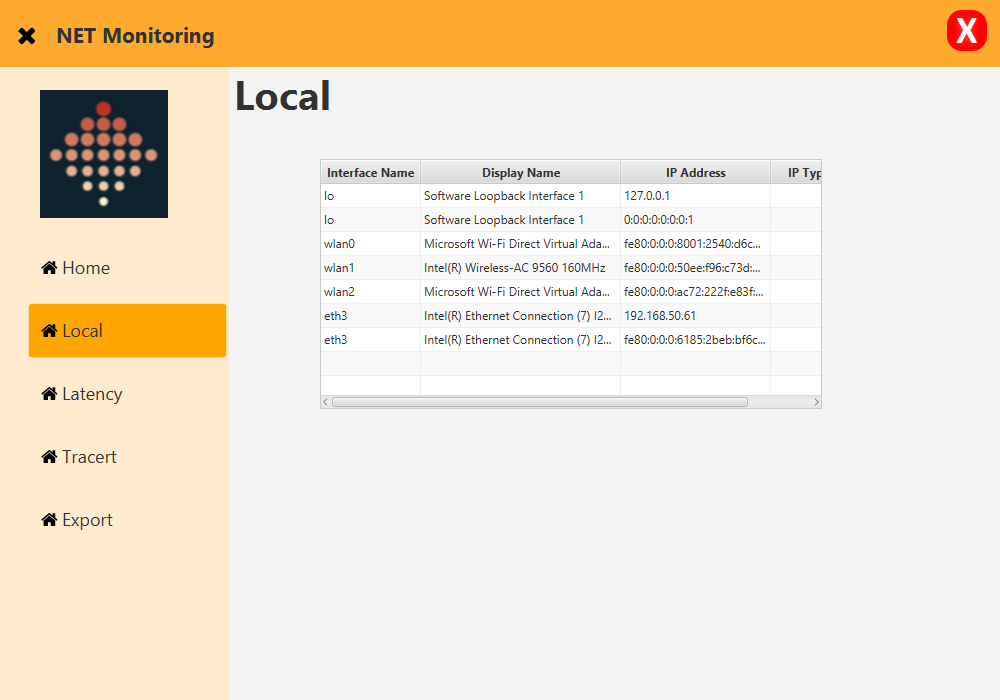 NET Monitoring
X
Local
Home
Local
Latency
Tracert
Export
Interface Name Display Name IP Address IP Typ
lo Software Loopback Interface 1 127.0.0.1
lo Software Loopback Interface 1 0:0:0:0:0:0:0:1
wlan0 Microsoft Wi-Fi Direct Virtual Ada... fe80:0:0:0:8001:2540:d6c...
wlan1 Intel(R) Wireless-AC 9560 160MHz fe80:0:0:0:50ee:f96:c73d:...
wlan2 Microsoft Wi-Fi Direct Virtual Ada... fe80:0:0:0:ac72:222f:e83f:...
eth3 Intel(R) Ethernet Connection (7) I2... 192.168.50.61
eth3 Intel(R) Ethernet Connection (7) I2... fe80:0:0:0:6185:2beb:bf6c...